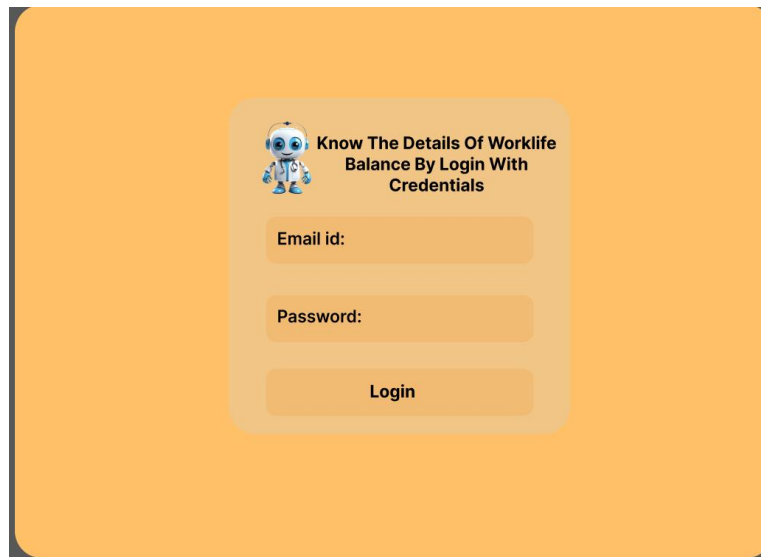 Know The Details Of Worklife
Balance By Login With
Credentials
Email id:
Password:
Login